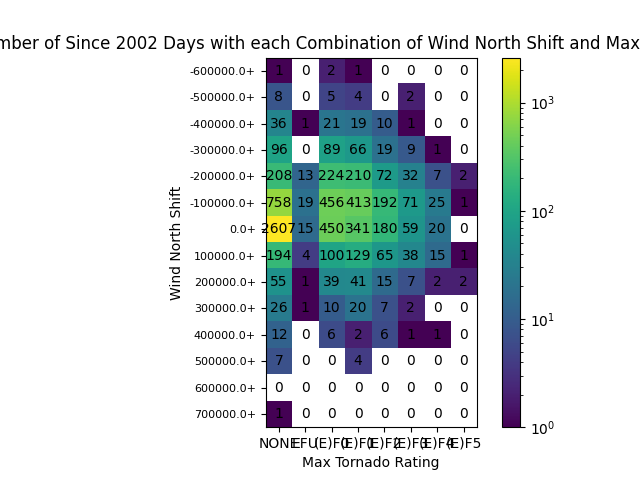 mber of Since 2002 Days with each Combination of Wind North Shift and Max
-600000.0+ 1 0 2 1 0 0 0 0
-500000.0+ 8 0 5 4 0 2 0 0
-400000.0+ 36 1 21 19 10 1 0 0
-300000.0+ 96 0 89 66 19 9 1 0
-200000.0+ 208 13 224 210 72 32 7 2
-100000.0+ 758 19 456 413 192 71 25 1
0.0+ 2607 15 450 341 180 59 20 0
100000.0+ 194 4 100 129 65 38 15 1
200000.0+ 55 1 39 41 15 7 2 2
300000.0+ 26 1 10 20 7 2 0 0
400000.0+ 12 0 6 2 6 1 1 0
500000.0+ 7 0 0 4 0 0 0 0
600000.0+ 0 0 0 0 0 0 0 0
700000.0+ 1 0 0 0 0 0 0 0
NONE EFU (E)F0 (E)F1 (E)F2 (E)F3 (E)F4 (E)F5
Max Tornado Rating
Wind North Shift
10³
10²
10¹
10⁰